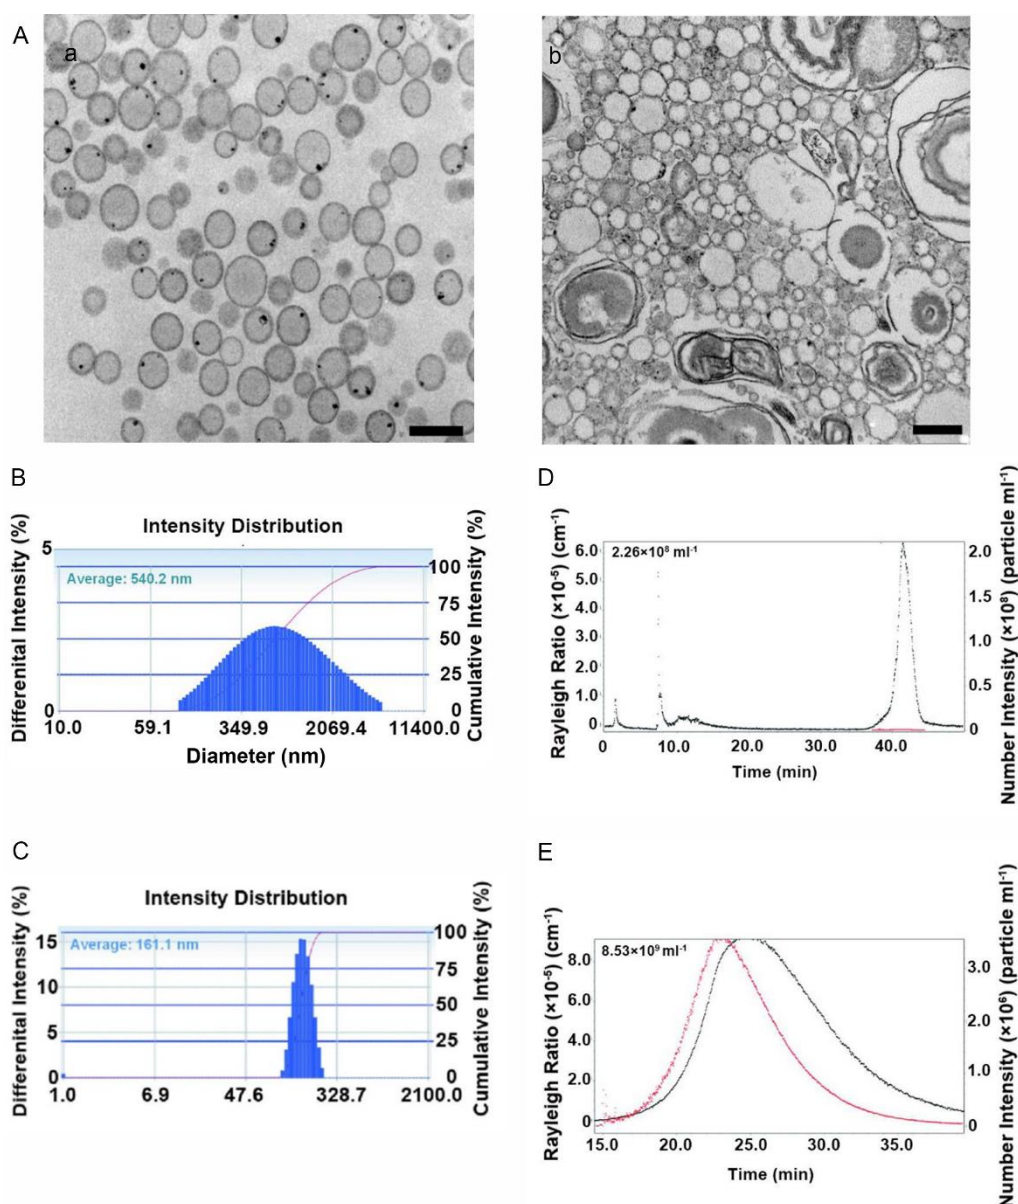 A
a
b
B
Intensity Distribution
Differenital Intensity (%)
5
0
Average: 540.2 nm
100
75
50
25
0
Cumulative Intensity (%)
10.0 59.1 349.9 2069.4 11400.0
Diameter (nm)
D
Rayleigh Ratio (×10⁻⁵) (cm⁻¹)
2.26×10⁸ ml⁻¹
6.0
5.0
4.0
3.0
2.0
1.0
0
2.0
1.5
1.0
0.5
0
Number Intensity (×10⁸) (particle ml⁻¹)
0 10.0 20.0 30.0 40.0
Time (min)
C
Intensity Distribution
Differenital Intensity (%)
15
10
5
0
Average: 161.1 nm
100
75
50
25
0
Cumulative Intensity (%)
1.0 6.9 47.6 328.7 2100.0
E
Rayleigh Ratio (×10⁻⁵) (cm⁻¹)
8.53×10⁹ ml⁻¹
8.0
6.0
4.0
2.0
0
3.0
2.0
1.0
0
Number Intensity (×10⁶) (particle ml⁻¹)
15.0 20.0 25.0 30.0 35.0
Time (min)